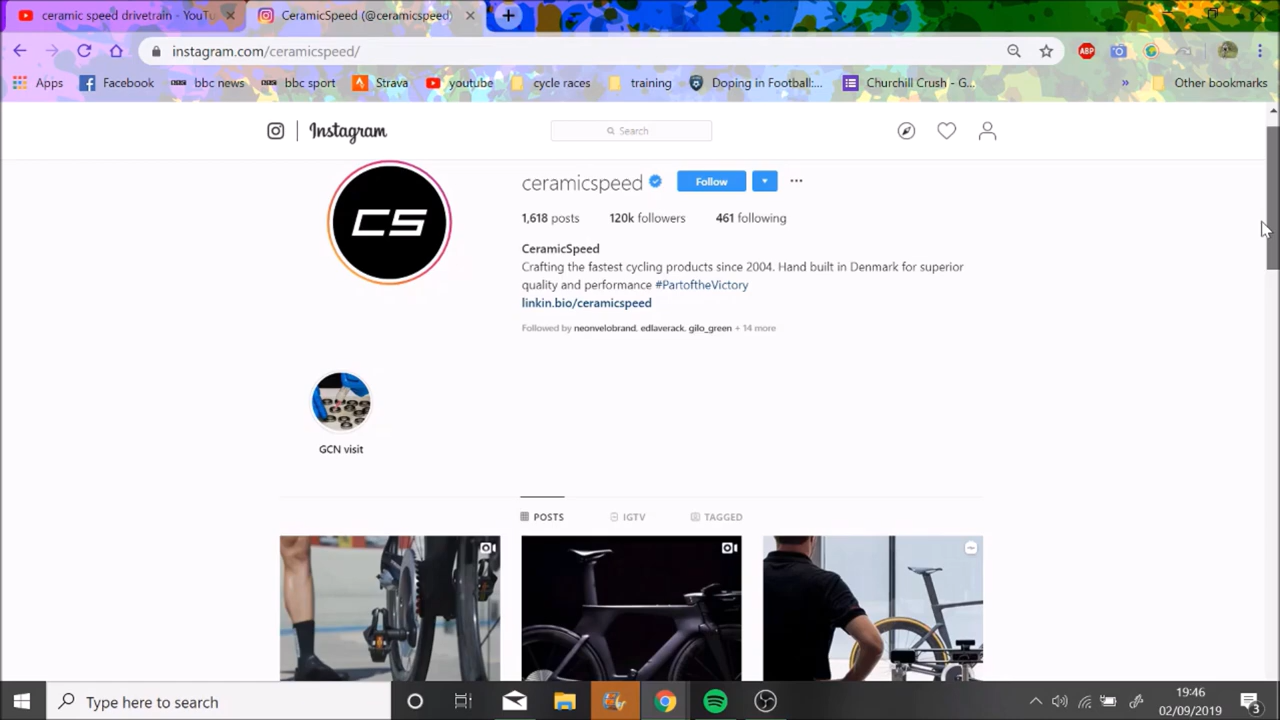 ceramic speed drivetrain - YouTu
CeramicSpeed (@ceramicspeed)
instagram.com/ceramicspeed/
ABP
Apps Facebook BBC bbc news BBC bbc sport Strava youtube cycle races training Doping in Football:... Churchill Crush - G... » Other bookmarks
Instagram Search
ceramicspeed Follow
CS
1,618 posts 120k followers 461 following
CeramicSpeed
Crafting the fastest cycling products since 2004. Hand built in Denmark for superior
quality and performance #PartoftheVictory
linkin.bio/ceramicspeed
Followed by neonvelobrand, edlaverack, gilo_green + 14 more
GCN visit
POSTS IGTV TAGGED
Type here to search
19:46
02/09/2019
3